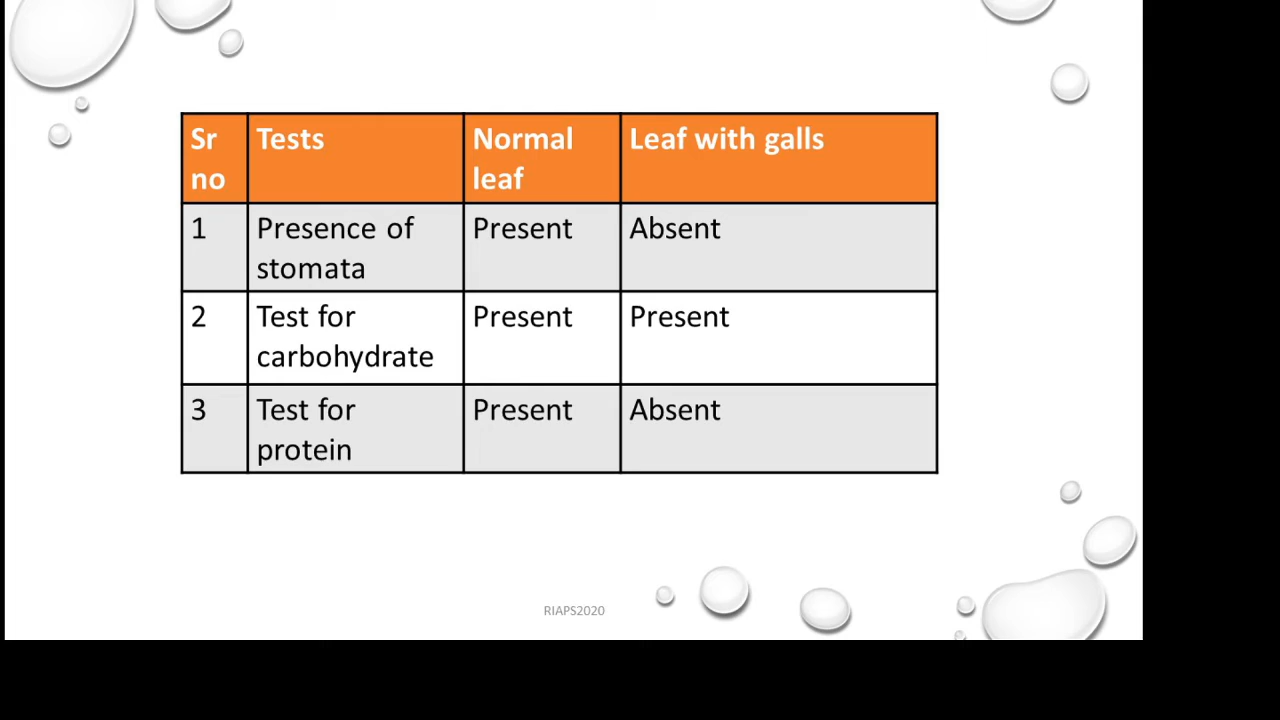 Sr no Tests Normal leaf Leaf with galls
1 Presence of stomata Present Absent
2 Test for carbohydrate Present Present
3 Test for protein Present Absent
RIAPS2020